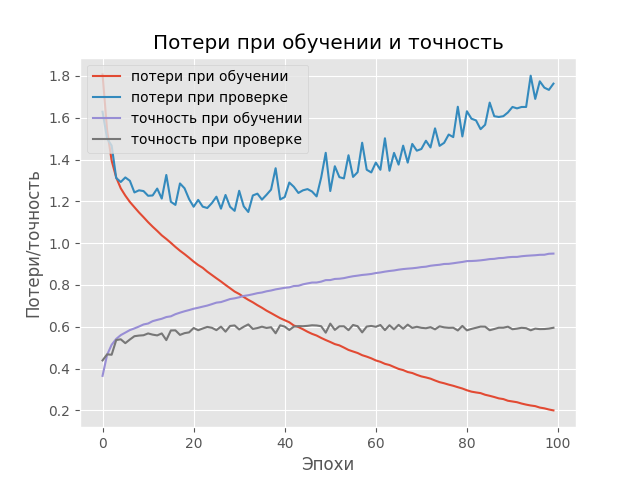 Потери при обучении и точность
потери при обучении
потери при проверке
точность при обучении
точность при проверке
Потери/точность
1.8
1.6
1.4
1.2
1.0
0.8
0.6
0.4
0.2
0 20 40 60 80 100
Эпохи